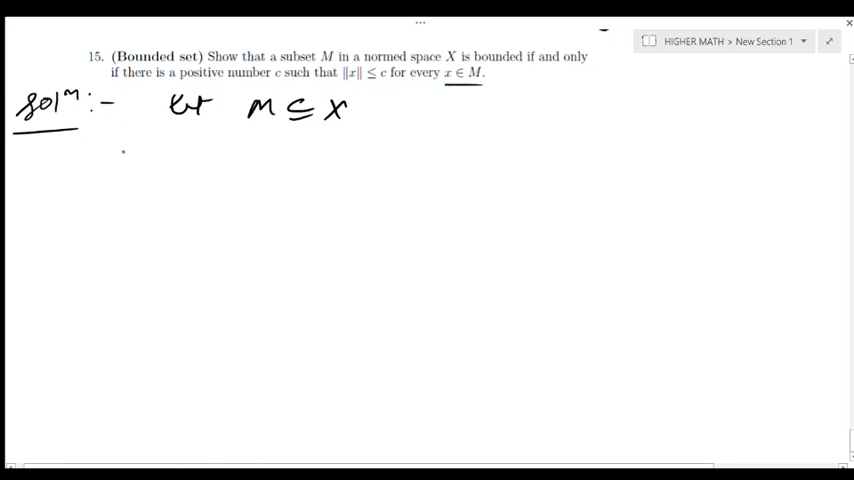 HIGHER MATH > New Section 1
15. (Bounded set) Show that a subset M in a normed space X is bounded if and only
if there is a positive number c such that ‖x‖ ≤ c for every x ∈ M.
Solⁿ :- let M ⊆ X